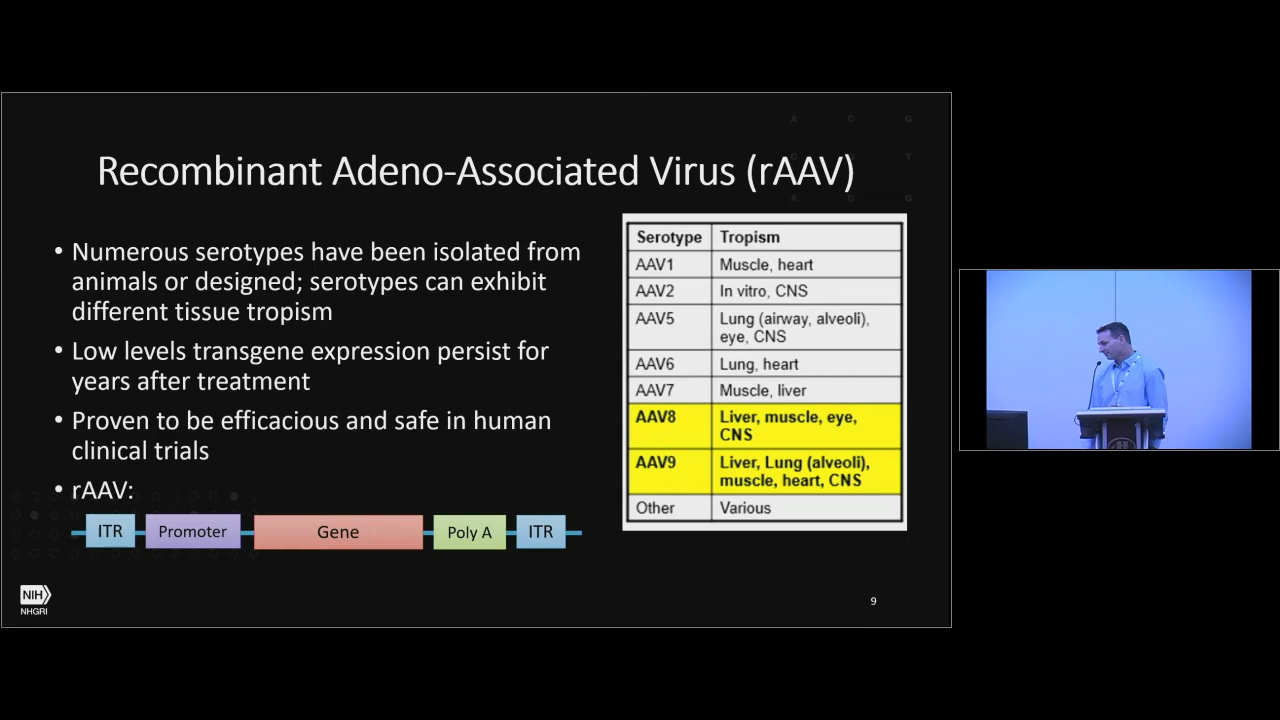 Recombinant Adeno-Associated Virus (rAAV)
• Numerous serotypes have been isolated from
animals or designed; serotypes can exhibit
different tissue tropism
• Low levels transgene expression persist for
years after treatment
• Proven to be efficacious and safe in human
clinical trials
• rAAV:
ITR Promoter Gene Poly A ITR
Serotype Tropism
AAV1 Muscle, heart
AAV2 In vitro, CNS
AAV5 Lung (airway, alveoli),
eye, CNS
AAV6 Lung, heart
AAV7 Muscle, liver
AAV8 Liver, muscle, eye,
CNS
AAV9 Liver, Lung (alveoli),
muscle, heart, CNS
Other Various
NIH
NHGRI
9
A C G
T
A C G